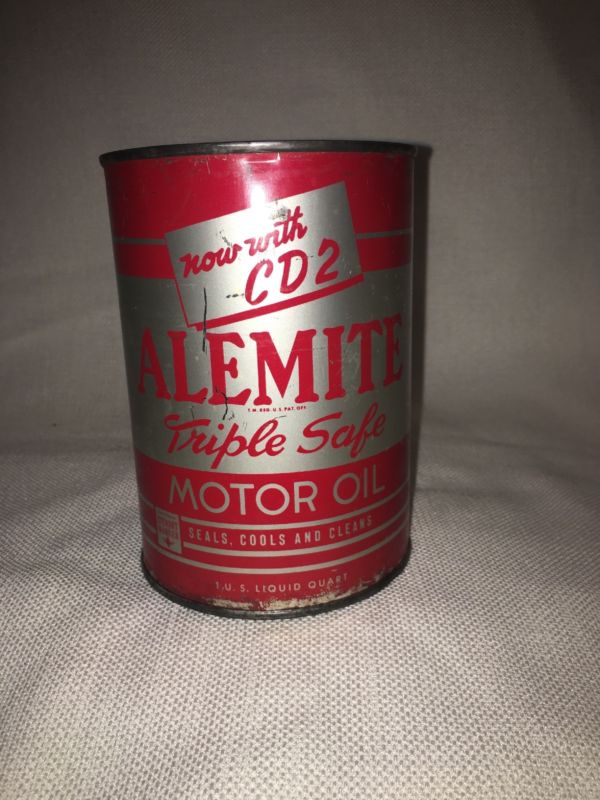 now with
CD2
ALEMITE
T.M. REG. U.S. PAT. OFF
Triple Safe
MOTOR OIL
SEALS, COOLS AND CLEANS
1 U.S. LIQUID QUART